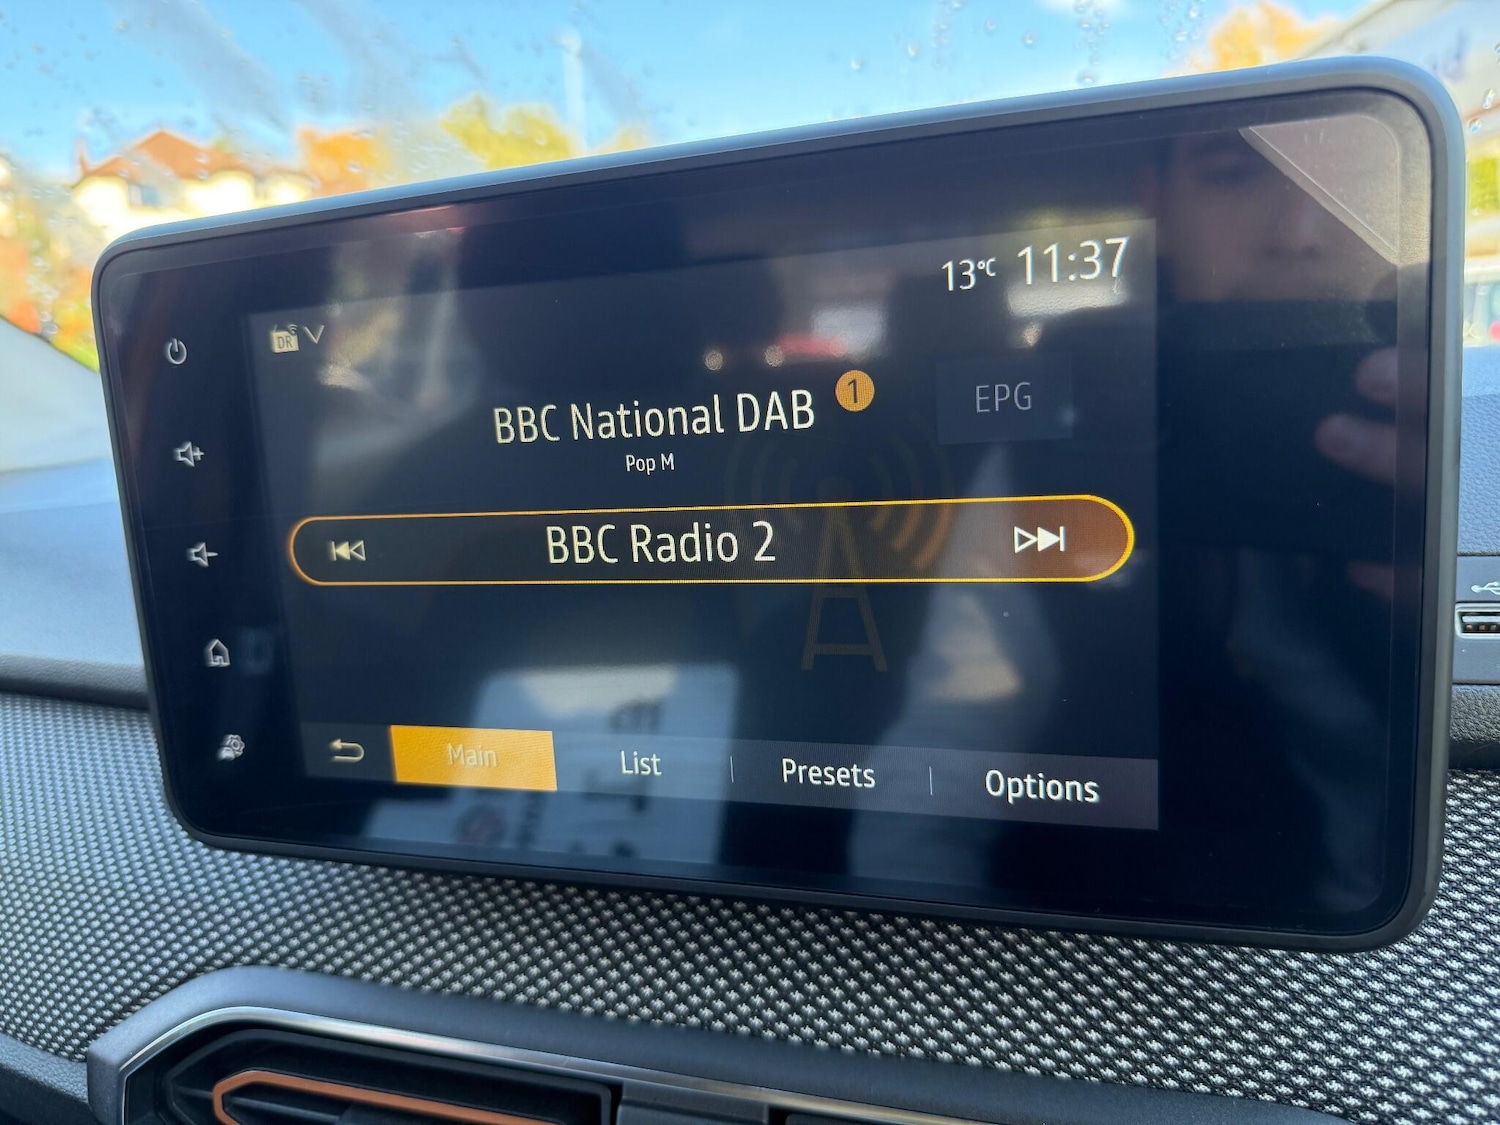 13°C 11:37
DR
BBC National DAB 1
EPG
Pop M
BBC Radio 2
Main List Presets Options